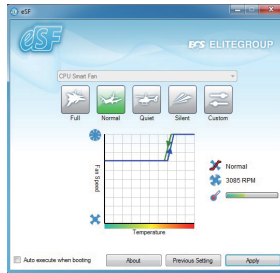 eSF
eSF
ECS ELITEGROUP
CPU Smart Fan
Full
Normal
Quiet
Silent
Custom
Fan Speed
Normal
3085 RPM
Temperature
Auto execute when booting
About
Previous Setting
Apply